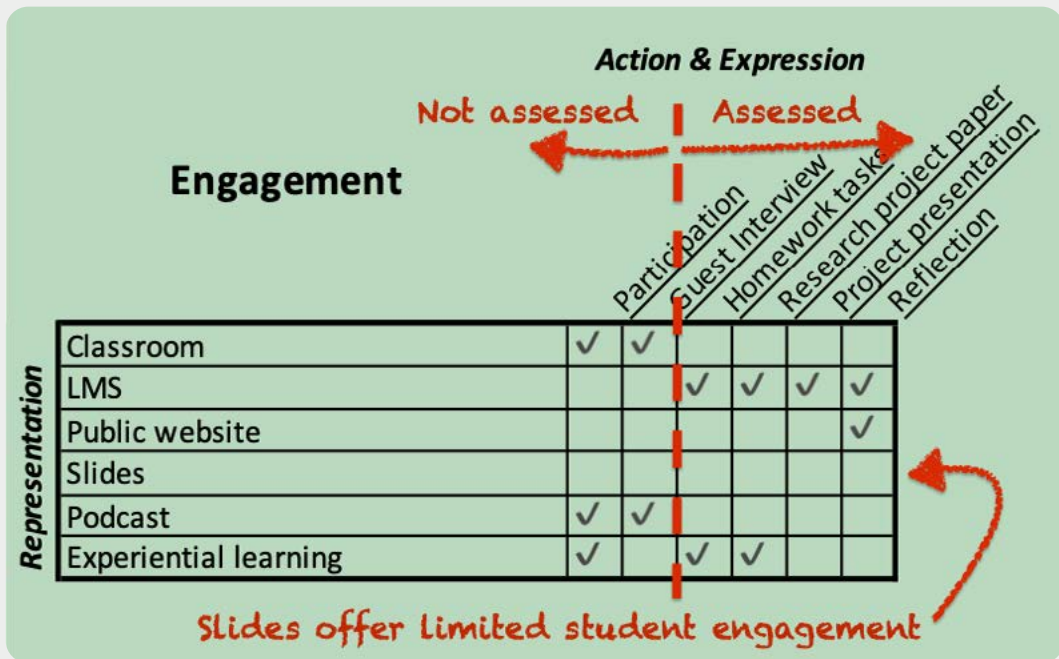 Action & Expression
Not assessed
Assessed
Engagement
Participation
Guest Interview
Homework tasks
Research project paper
Project presentation
Reflection
Representation
Classroom ✓ ✓
LMS ✓ ✓ ✓ ✓
Public website ✓
Slides
Podcast ✓ ✓
Experiential learning ✓ ✓ ✓
Slides offer limited student engagement